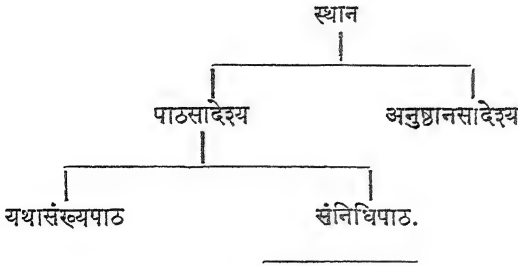 स्थान
पाठसादेश्य अनुष्ठानसादेश्य
यथासंख्यपाठ संनिधिपाठ.